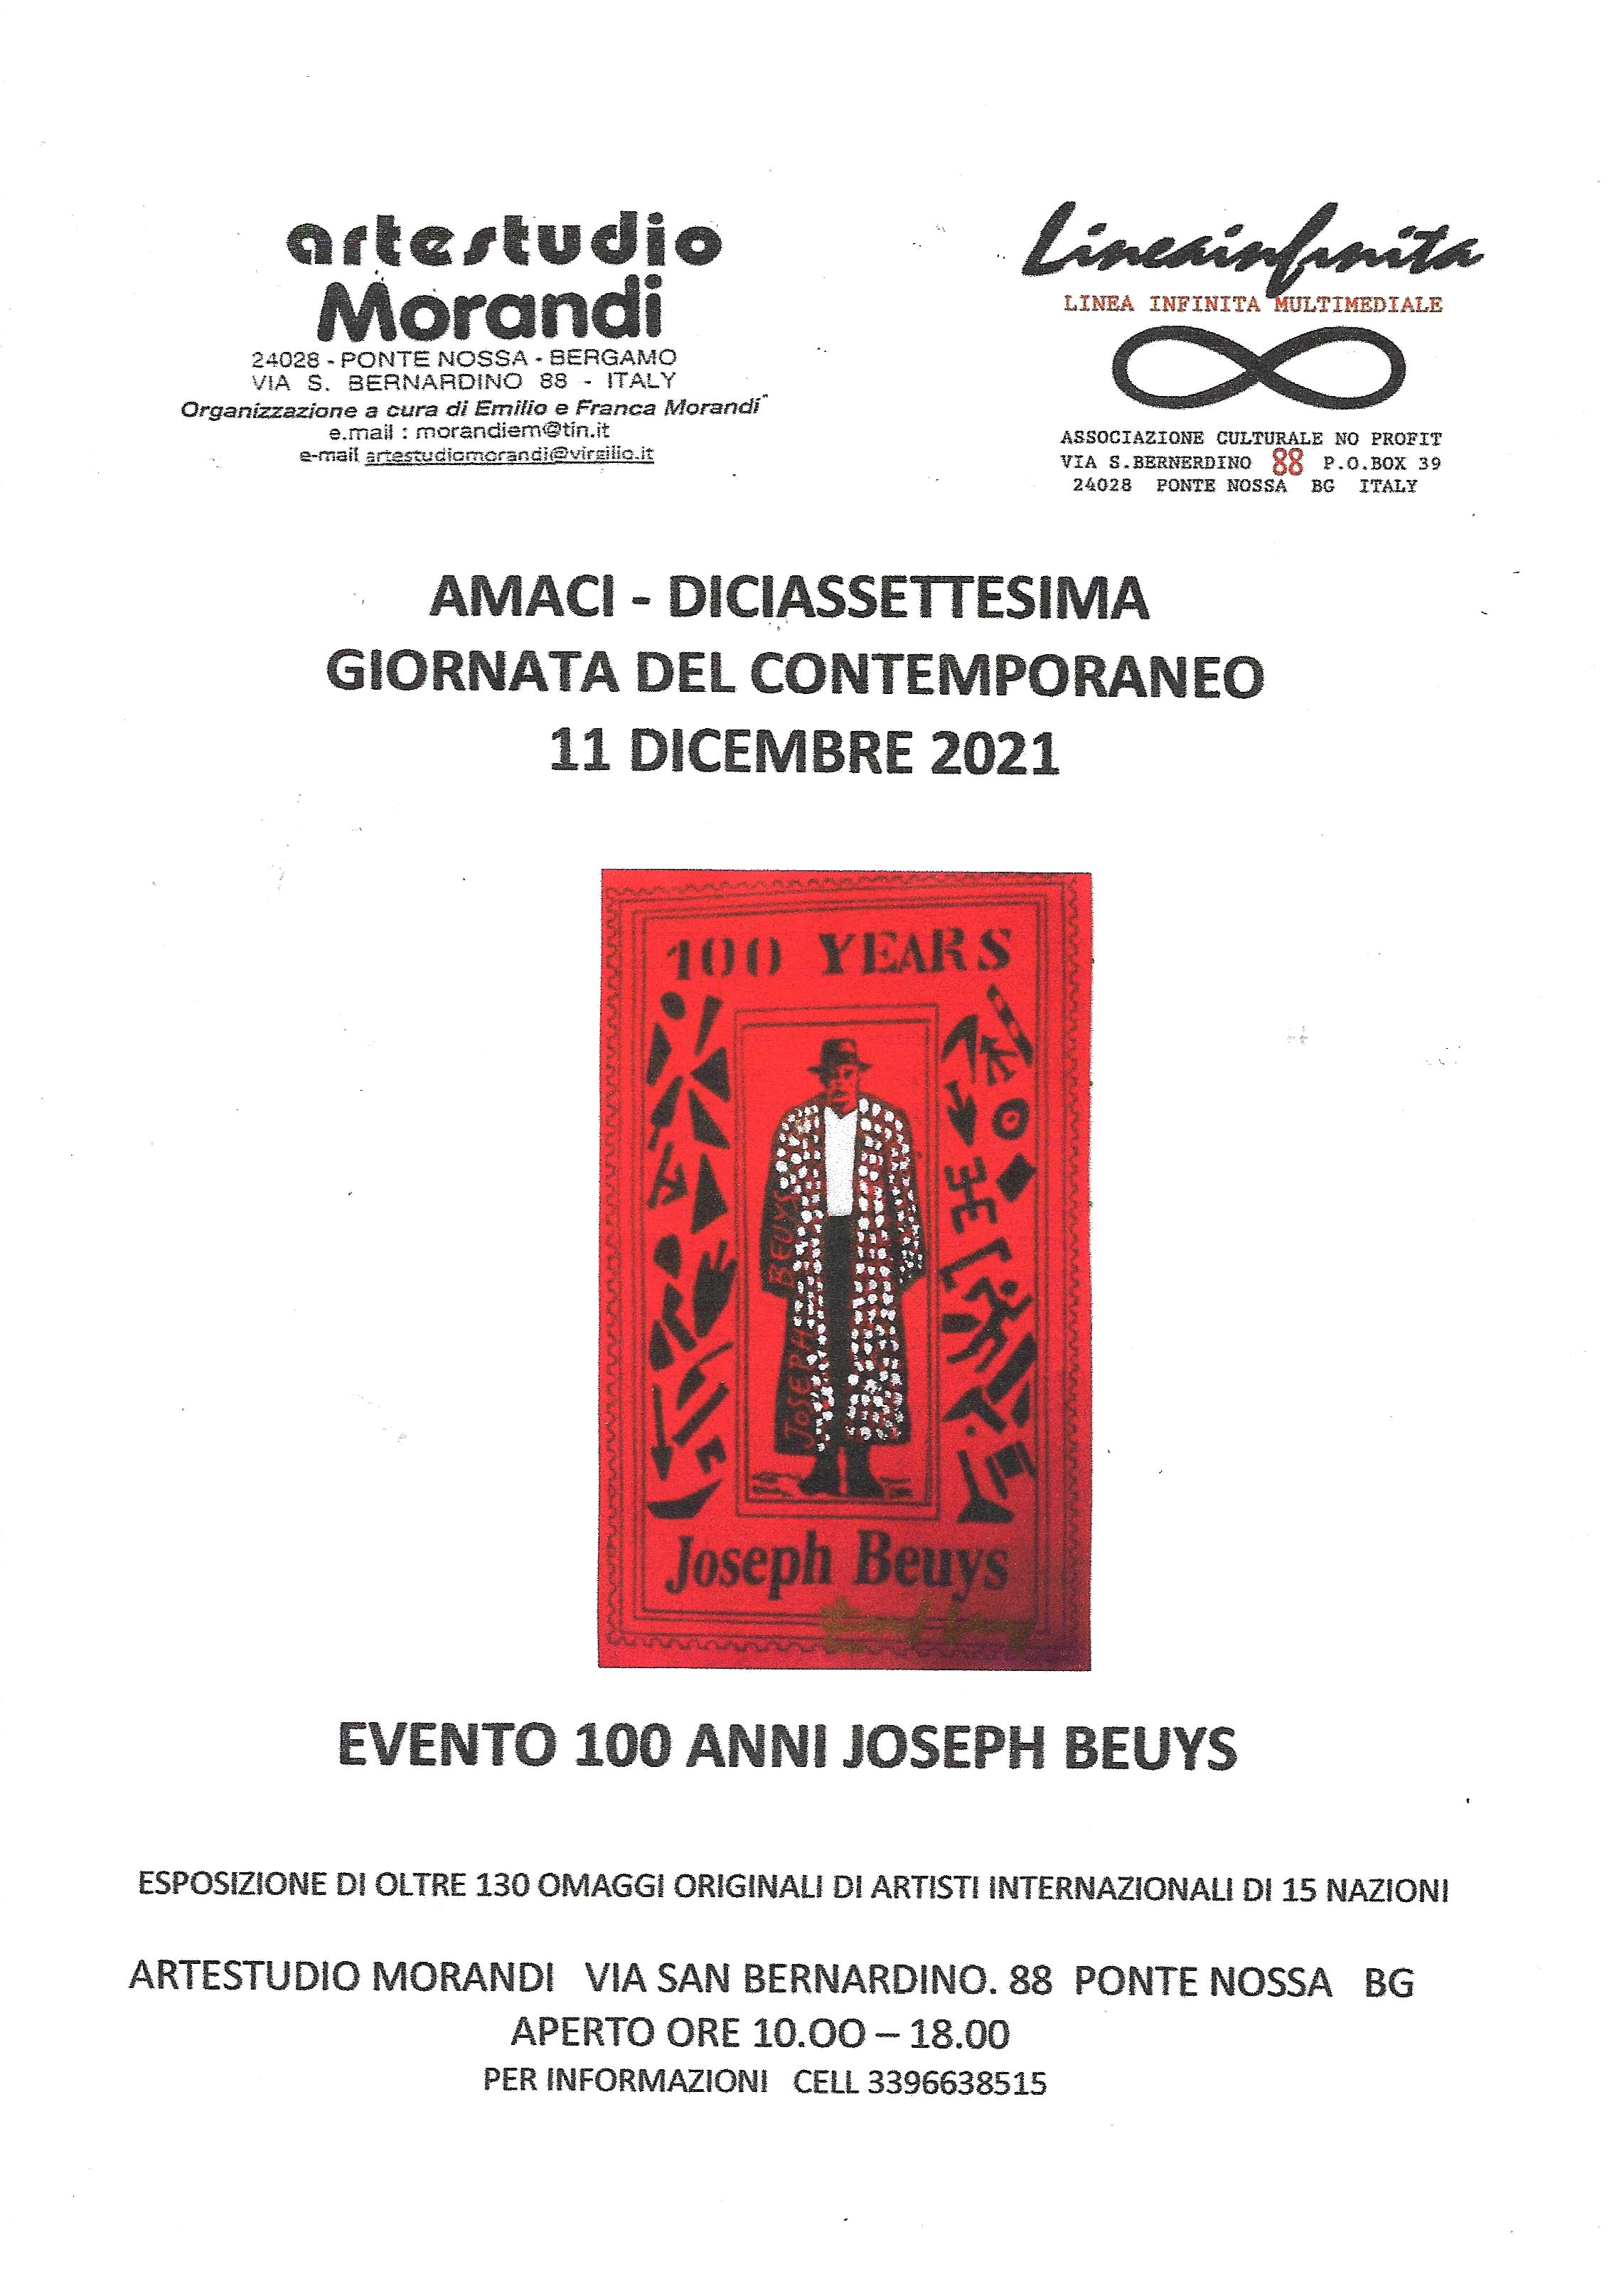 artestudio
Morandi
24028 - PONTE NOSSA - BERGAMO
VIA S. BERNARDINO 88 - ITALY
Organizzazione a cura di Emilio e Franca Morandi
e.mail : morandiem@tin.it
e-mail artestudiomorandi@virgilio.it
Lineainfinita
LINEA INFINITA MULTIMEDIALE
ASSOCIAZIONE CULTURALE NO PROFIT
VIA S.BERNERDINO 88 P.O.BOX 39
24028 PONTE NOSSA BG ITALY
AMACI - DICIASSETTESIMA
GIORNATA DEL CONTEMPORANEO
11 DICEMBRE 2021
100 YEARS
JOSEPH BEUYS
Joseph Beuys
EVENTO 100 ANNI JOSEPH BEUYS
ESPOSIZIONE DI OLTRE 130 OMAGGI ORIGINALI DI ARTISTI INTERNAZIONALI DI 15 NAZIONI
ARTESTUDIO MORANDI VIA SAN BERNARDINO. 88 PONTE NOSSA BG
APERTO ORE 10.OO – 18.00
PER INFORMAZIONI CELL 3396638515